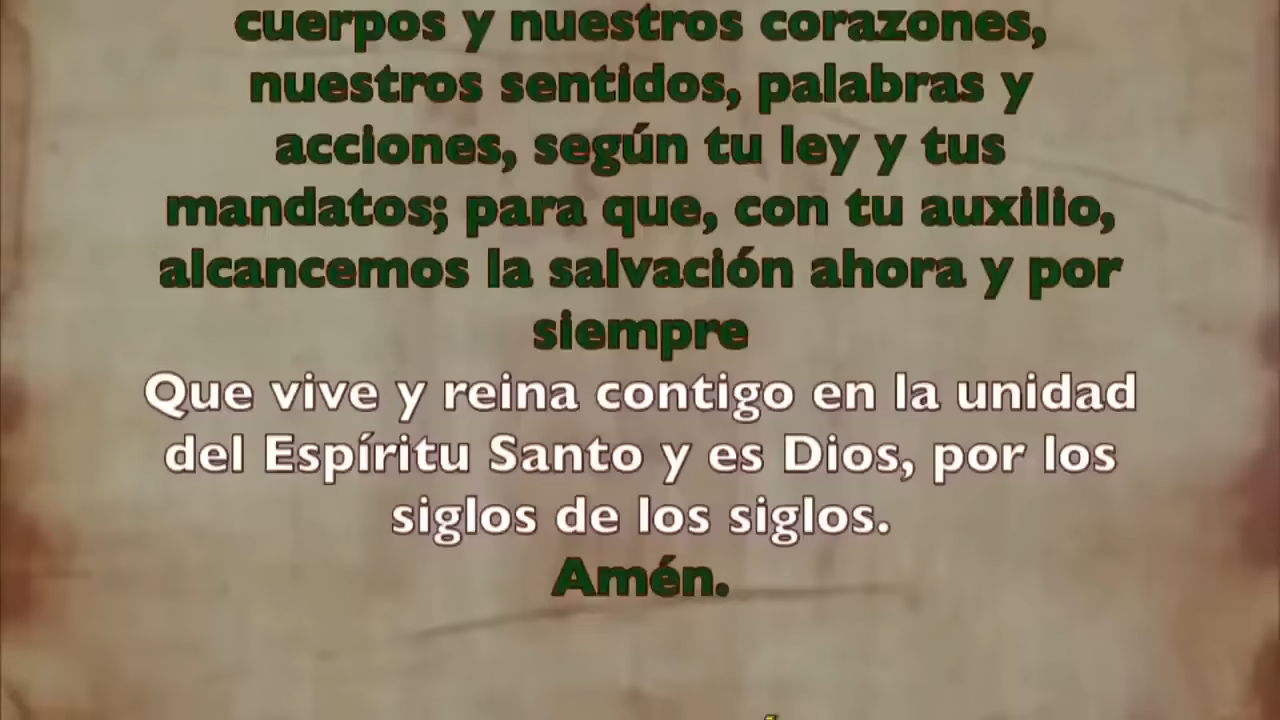 cuerpos y nuestros corazones,
nuestros sentidos, palabras y
acciones, según tu ley y tus
mandatos; para que, con tu auxilio,
alcancemos la salvación ahora y por
siempre
Que vive y reina contigo en la unidad
del Espíritu Santo y es Dios, por los
siglos de los siglos.
Amén.